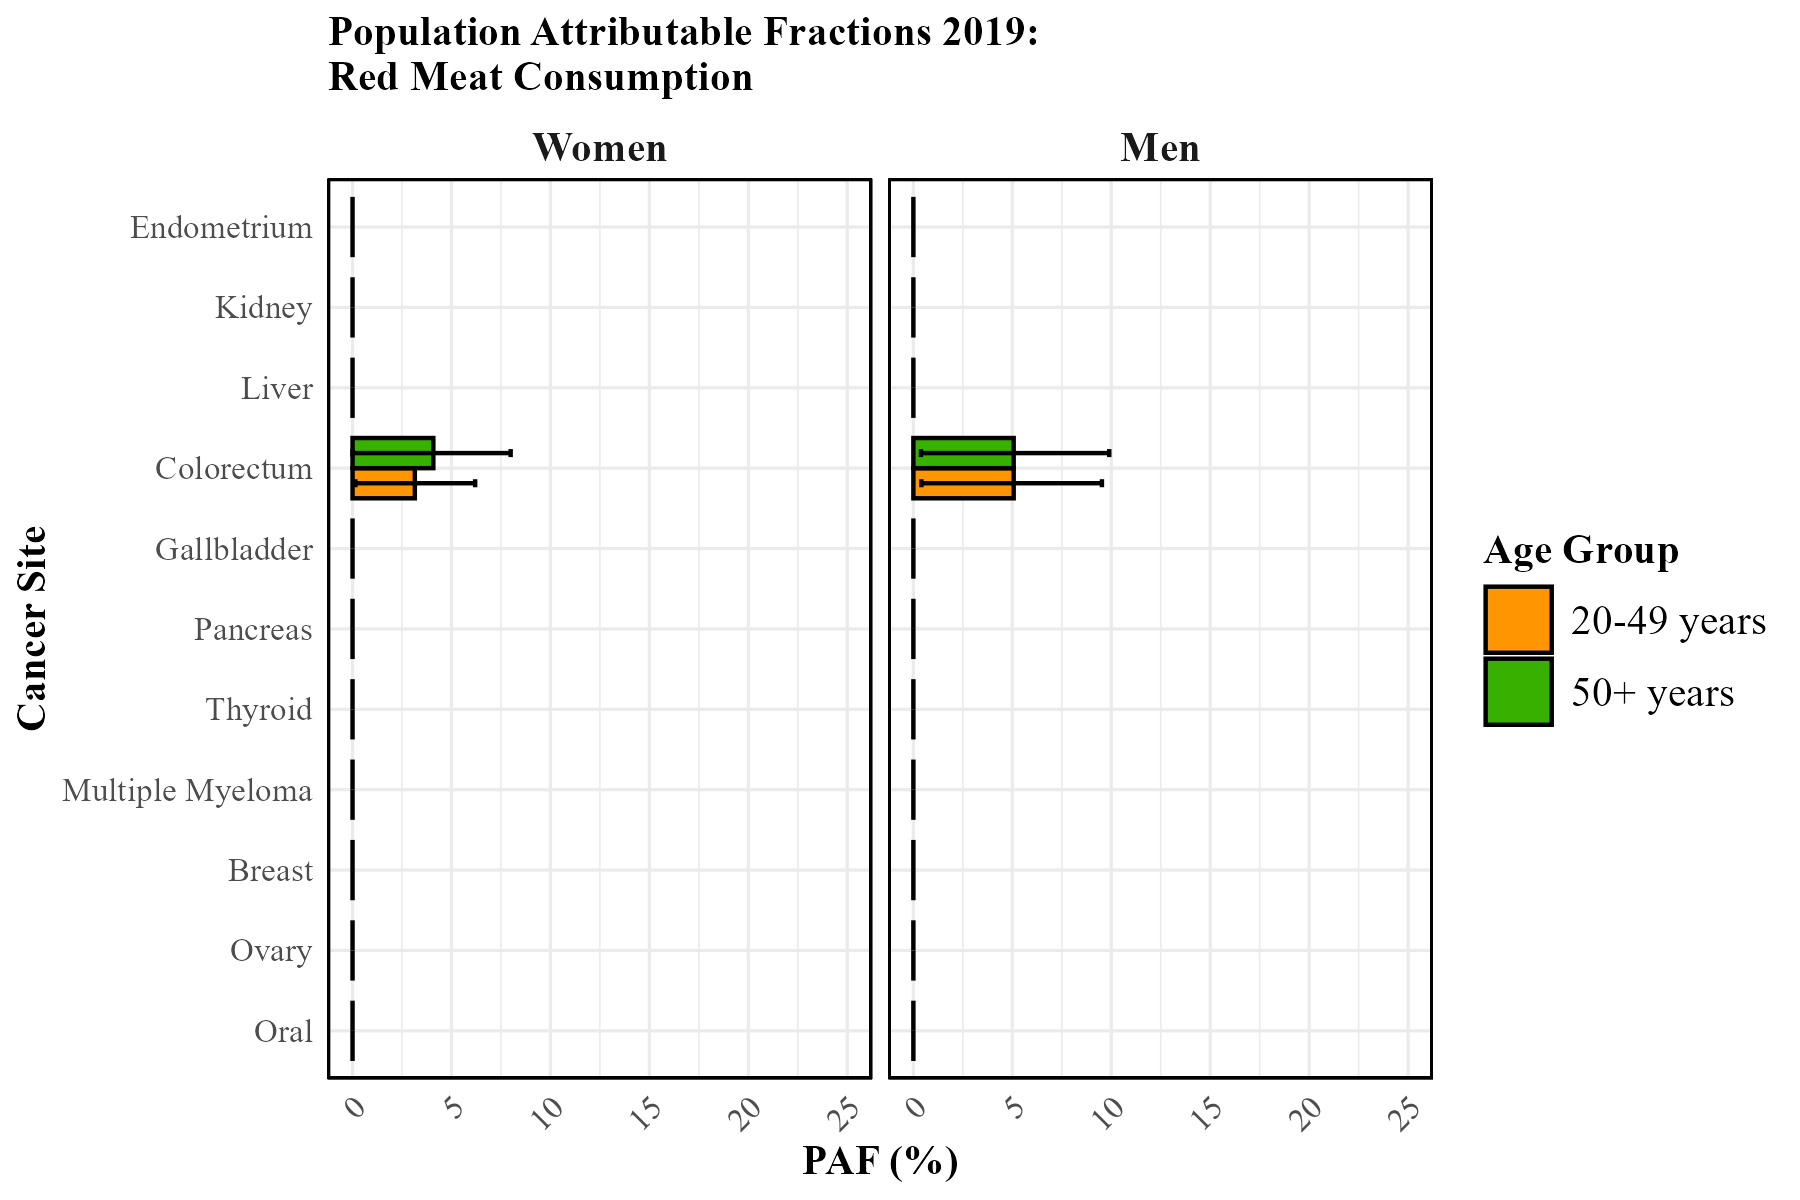 Population Attributable Fractions 2019:
Red Meat Consumption
Women
Men
Endometrium
Kidney
Liver
Colorectum
Gallbladder
Pancreas
Thyroid
Multiple Myeloma
Breast
Ovary
Oral
Cancer Site
0
5
10
15
20
25
0
5
10
15
20
25
PAF (%)
Age Group
20-49 years
50+ years